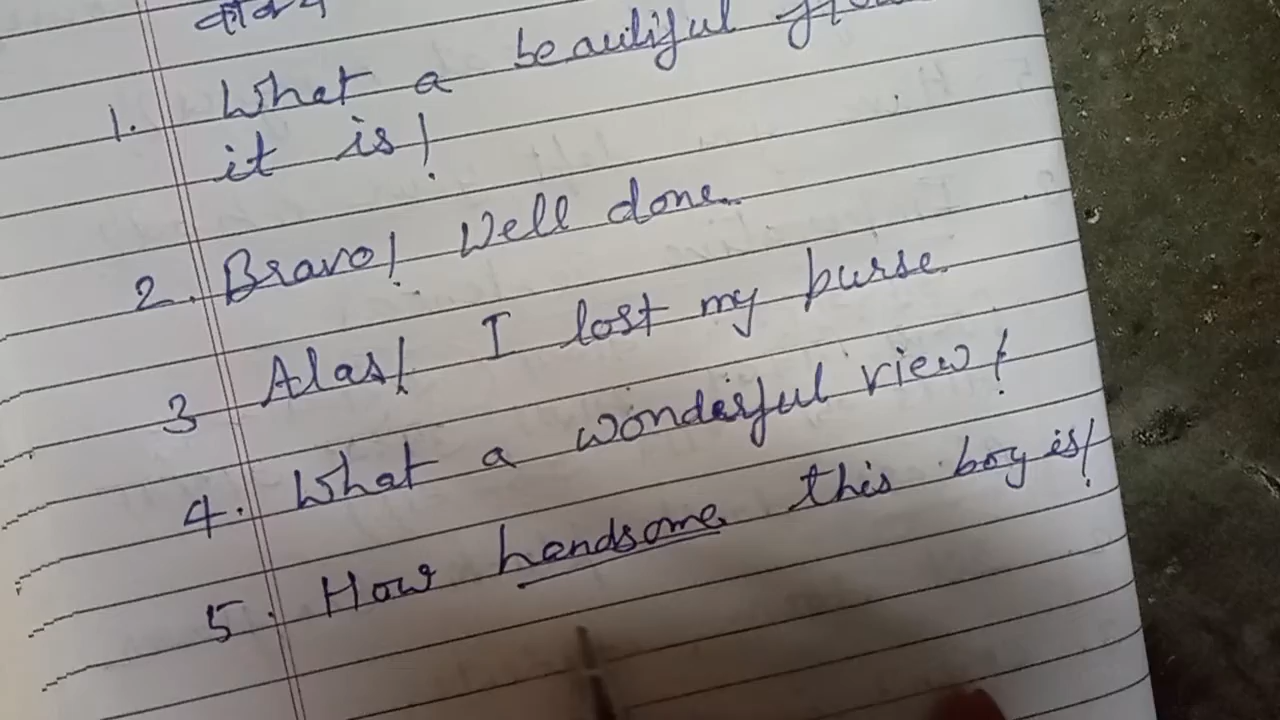 वाक्य
1. What a beautiful
it is!
2. Bravo! Well done.
3 Alas! I lost my purse.
4. What a wonderful view!
5. How handsome this boy is!